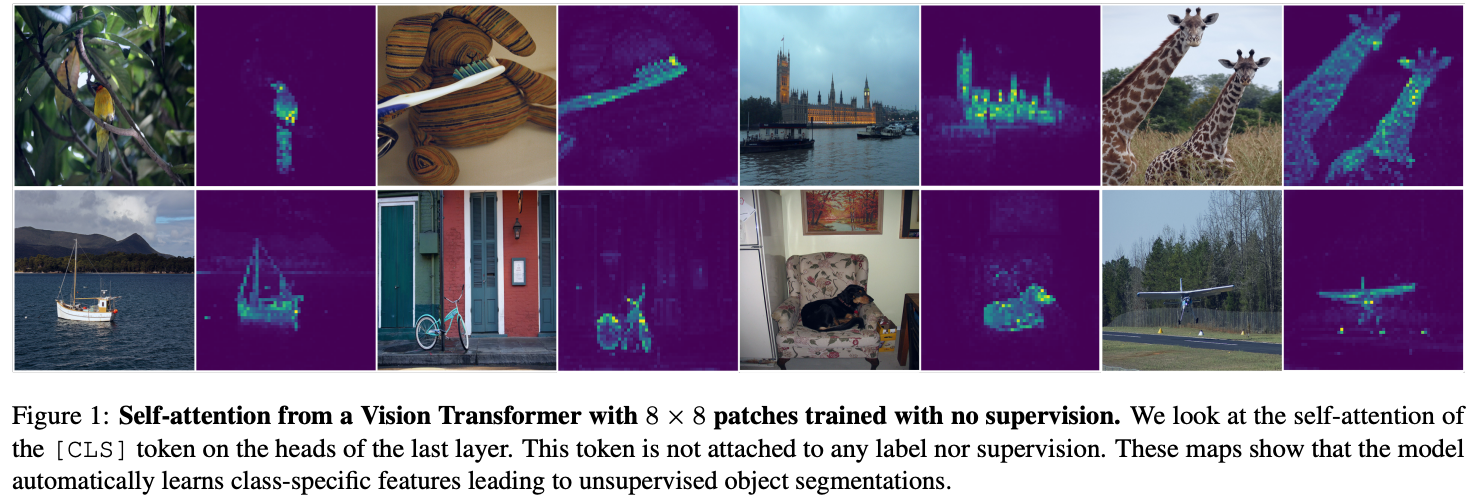 Figure 1: Self-attention from a Vision Transformer with 8 × 8 patches trained with no supervision. We look at the self-attention of
the [CLS] token on the heads of the last layer. This token is not attached to any label nor supervision. These maps show that the model
automatically learns class-specific features leading to unsupervised object segmentations.